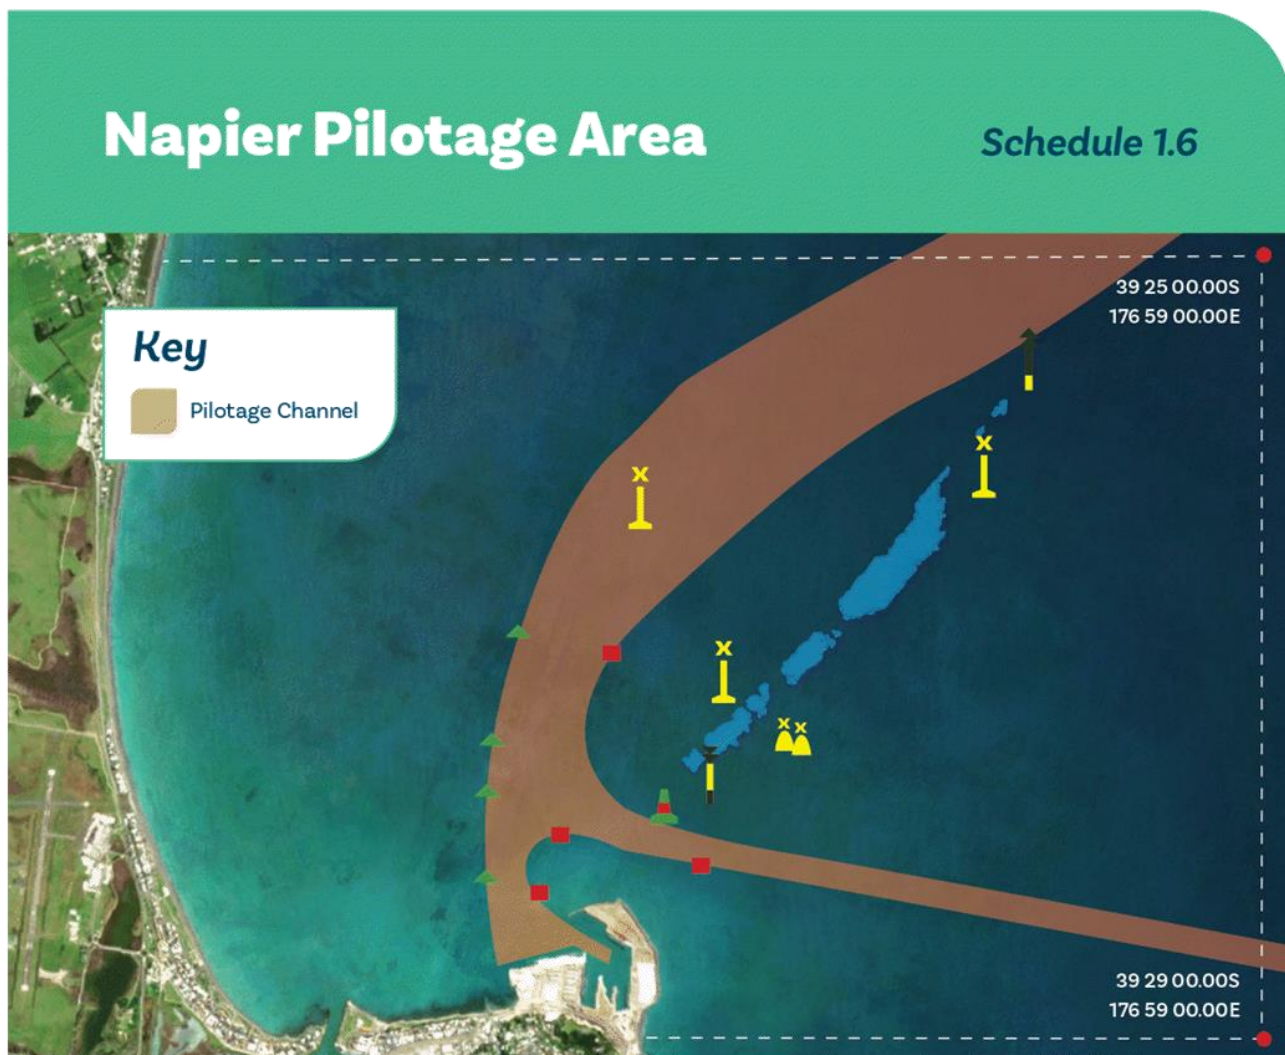 Napier Pilotage Area
Schedule 1.6
39 25 00.00S
176 59 00.00E
Key
Pilotage Channel
X
X
X
X X
39 29 00.00S
176 59 00.00E